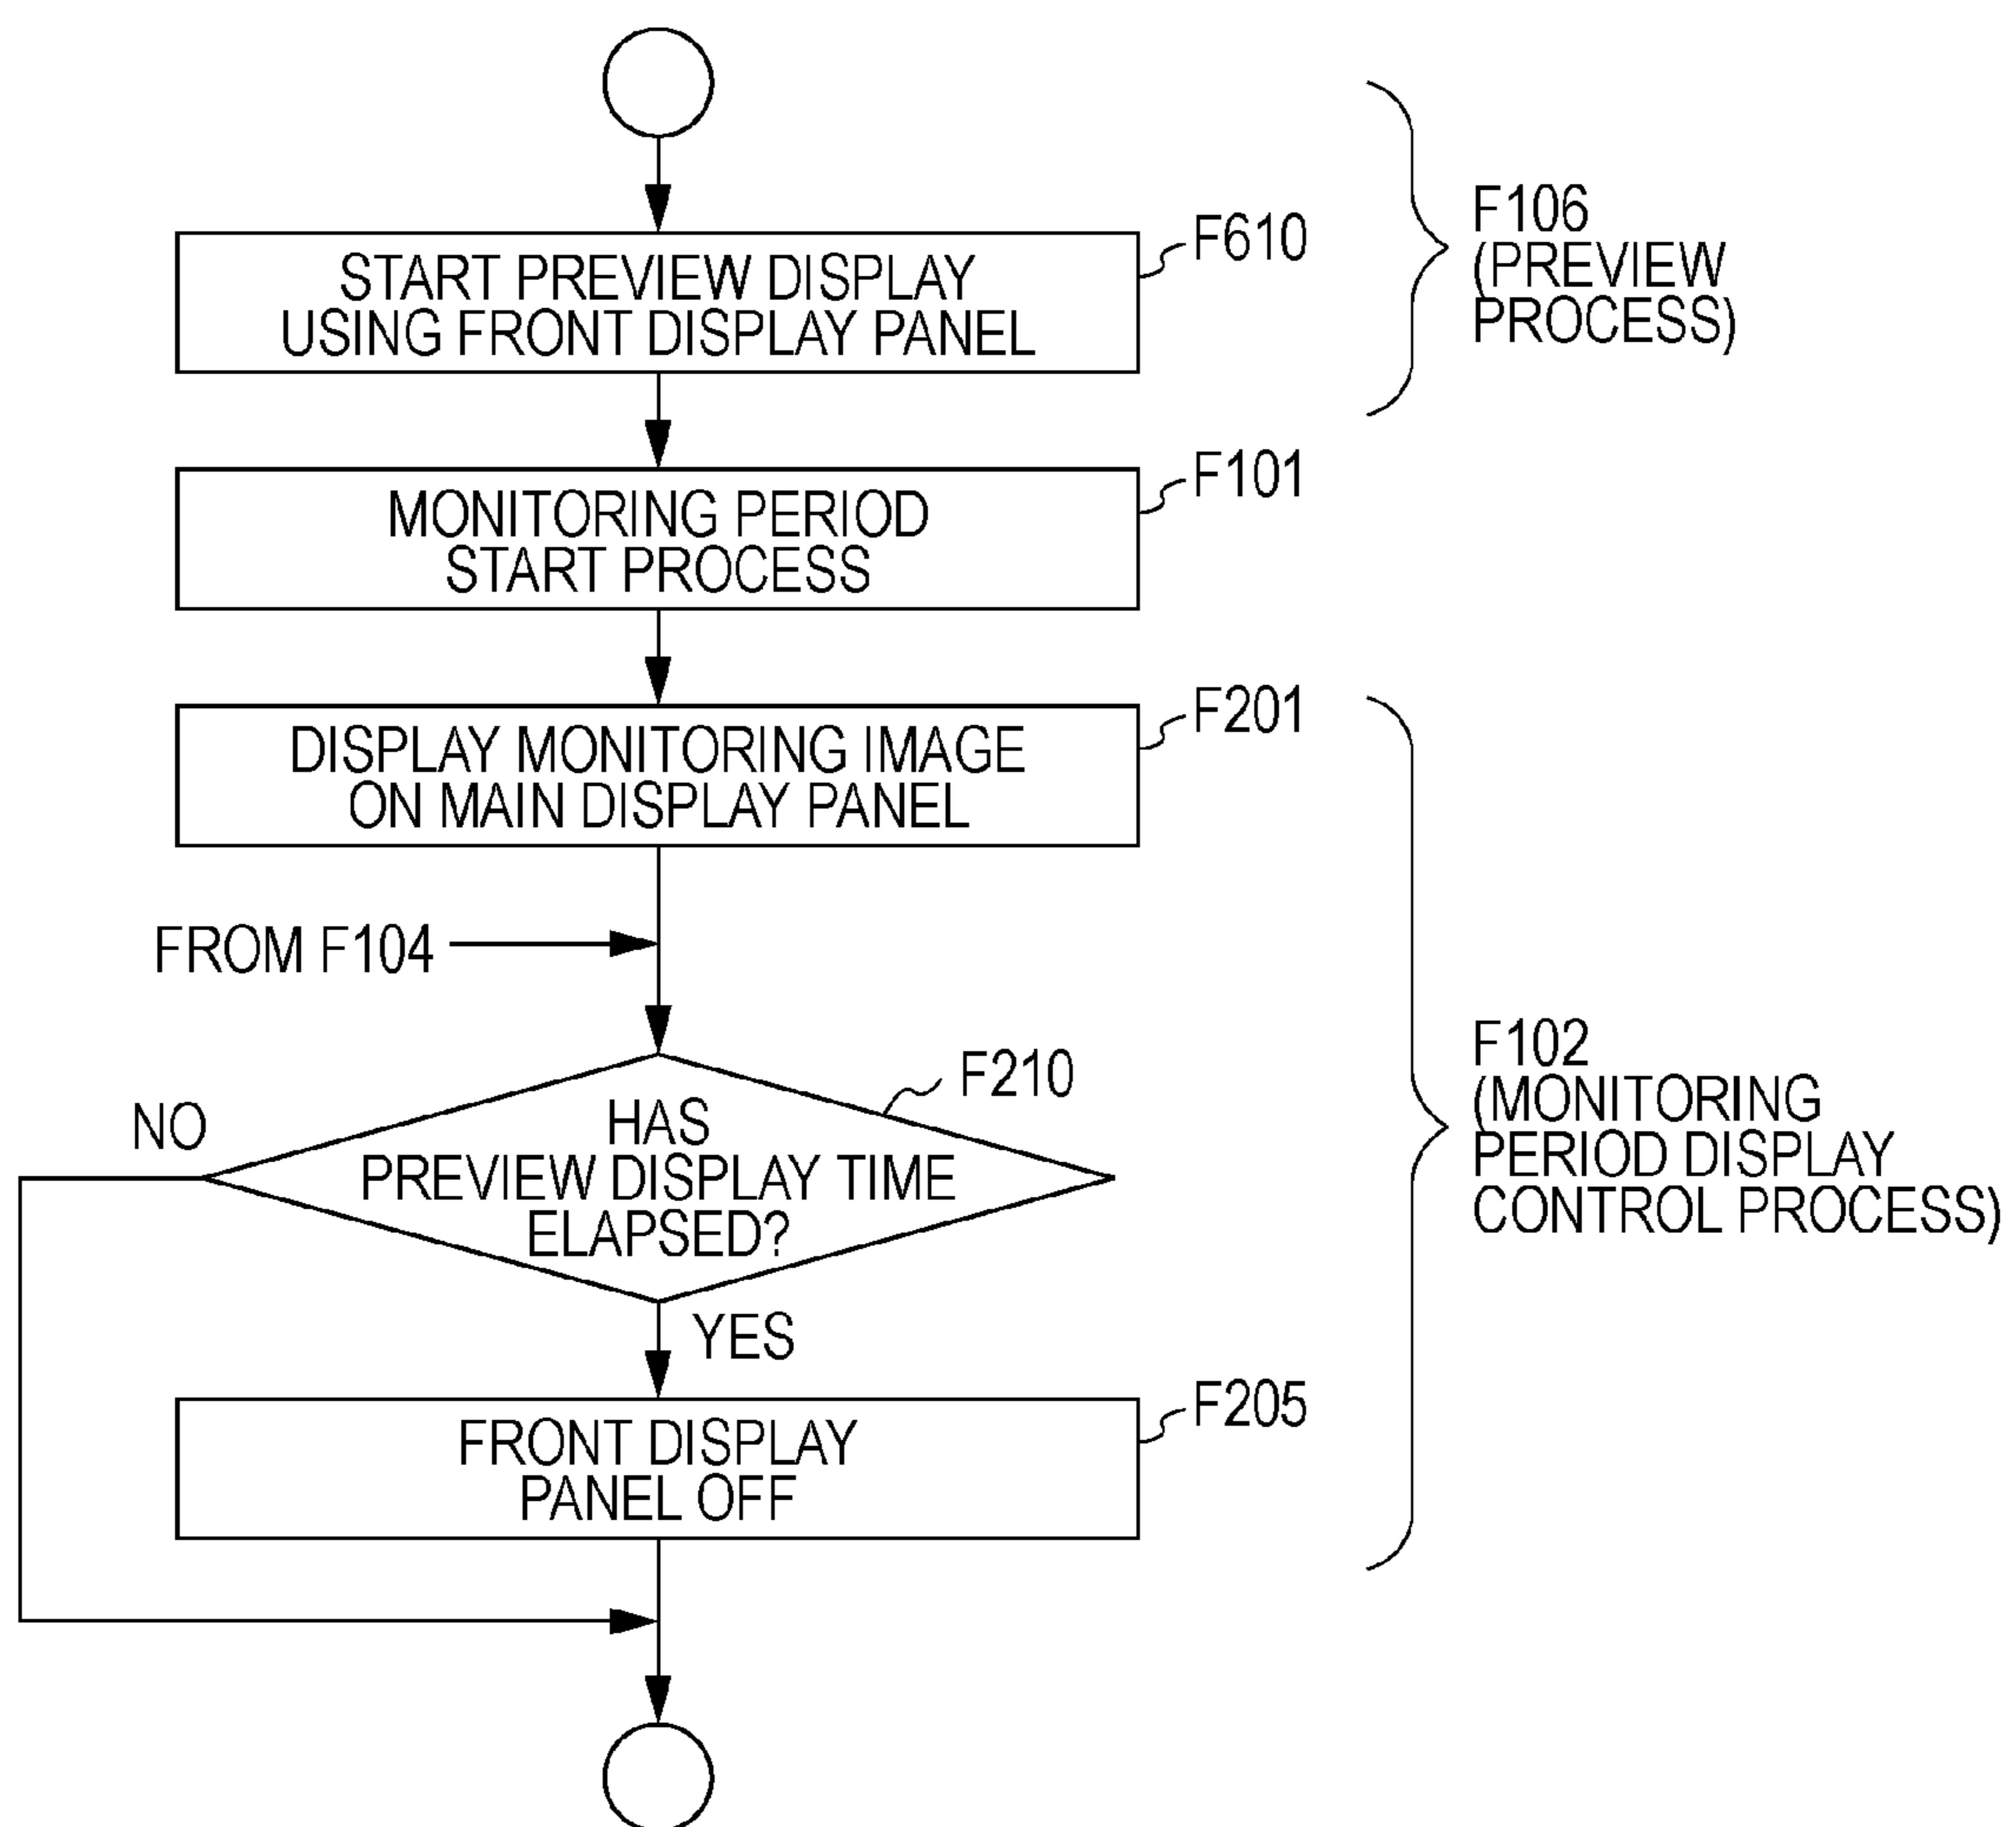 START PREVIEW DISPLAY
USING FRONT DISPLAY PANEL
F610
F106
(PREVIEW
PROCESS)
MONITORING PERIOD
START PROCESS
F101
DISPLAY MONITORING IMAGE
ON MAIN DISPLAY PANEL
F201
FROM F104
HAS
PREVIEW DISPLAY TIME
ELAPSED?
F210
NO
YES
F102
(MONITORING
PERIOD DISPLAY
CONTROL PROCESS)
FRONT DISPLAY
PANEL OFF
F205